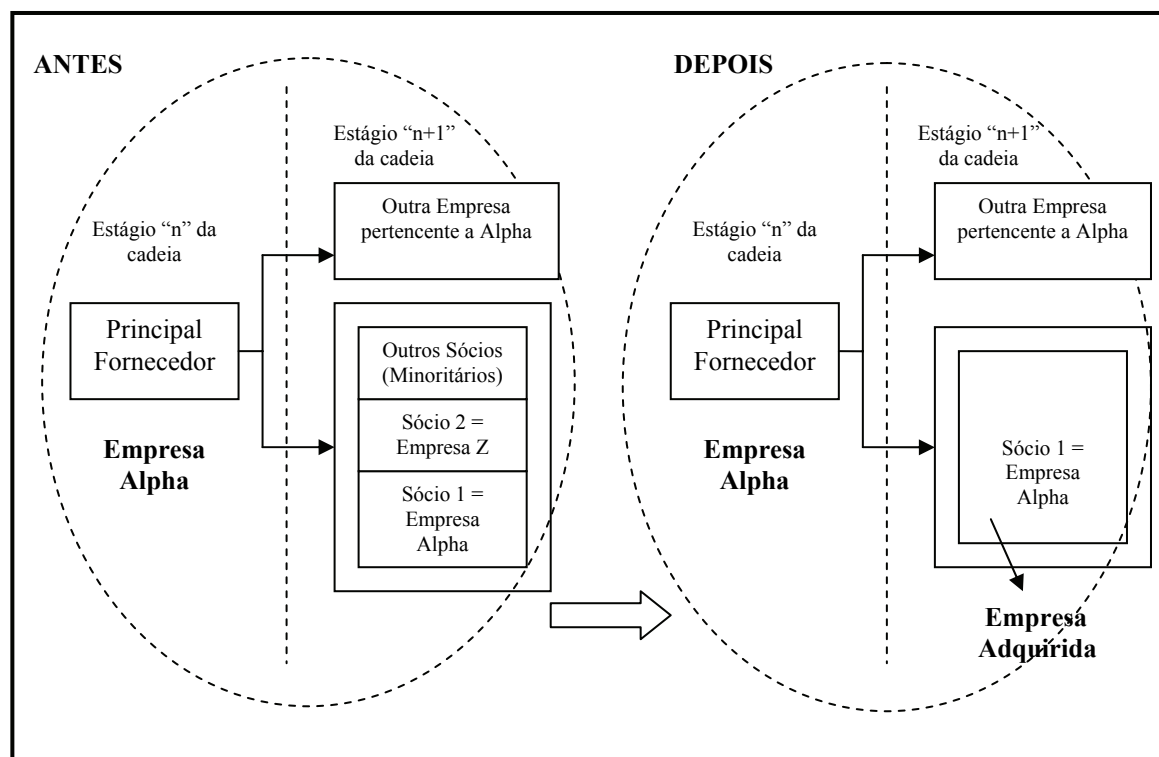 ANTES
Estágio “n+1”
da cadeia
Outra Empresa
pertencente a Alpha
Estágio “n” da
cadeia
Principal
Fornecedor
Empresa
Alpha
Outros Sócios
(Minoritários)
Sócio 2 =
Empresa Z
Sócio 1 =
Empresa
Alpha
DEPOIS
Estágio “n+1”
da cadeia
Outra Empresa
pertencente a Alpha
Estágio “n” da
cadeia
Principal
Fornecedor
Empresa
Alpha
Sócio 1 =
Empresa
Alpha
Empresa
Adquirida